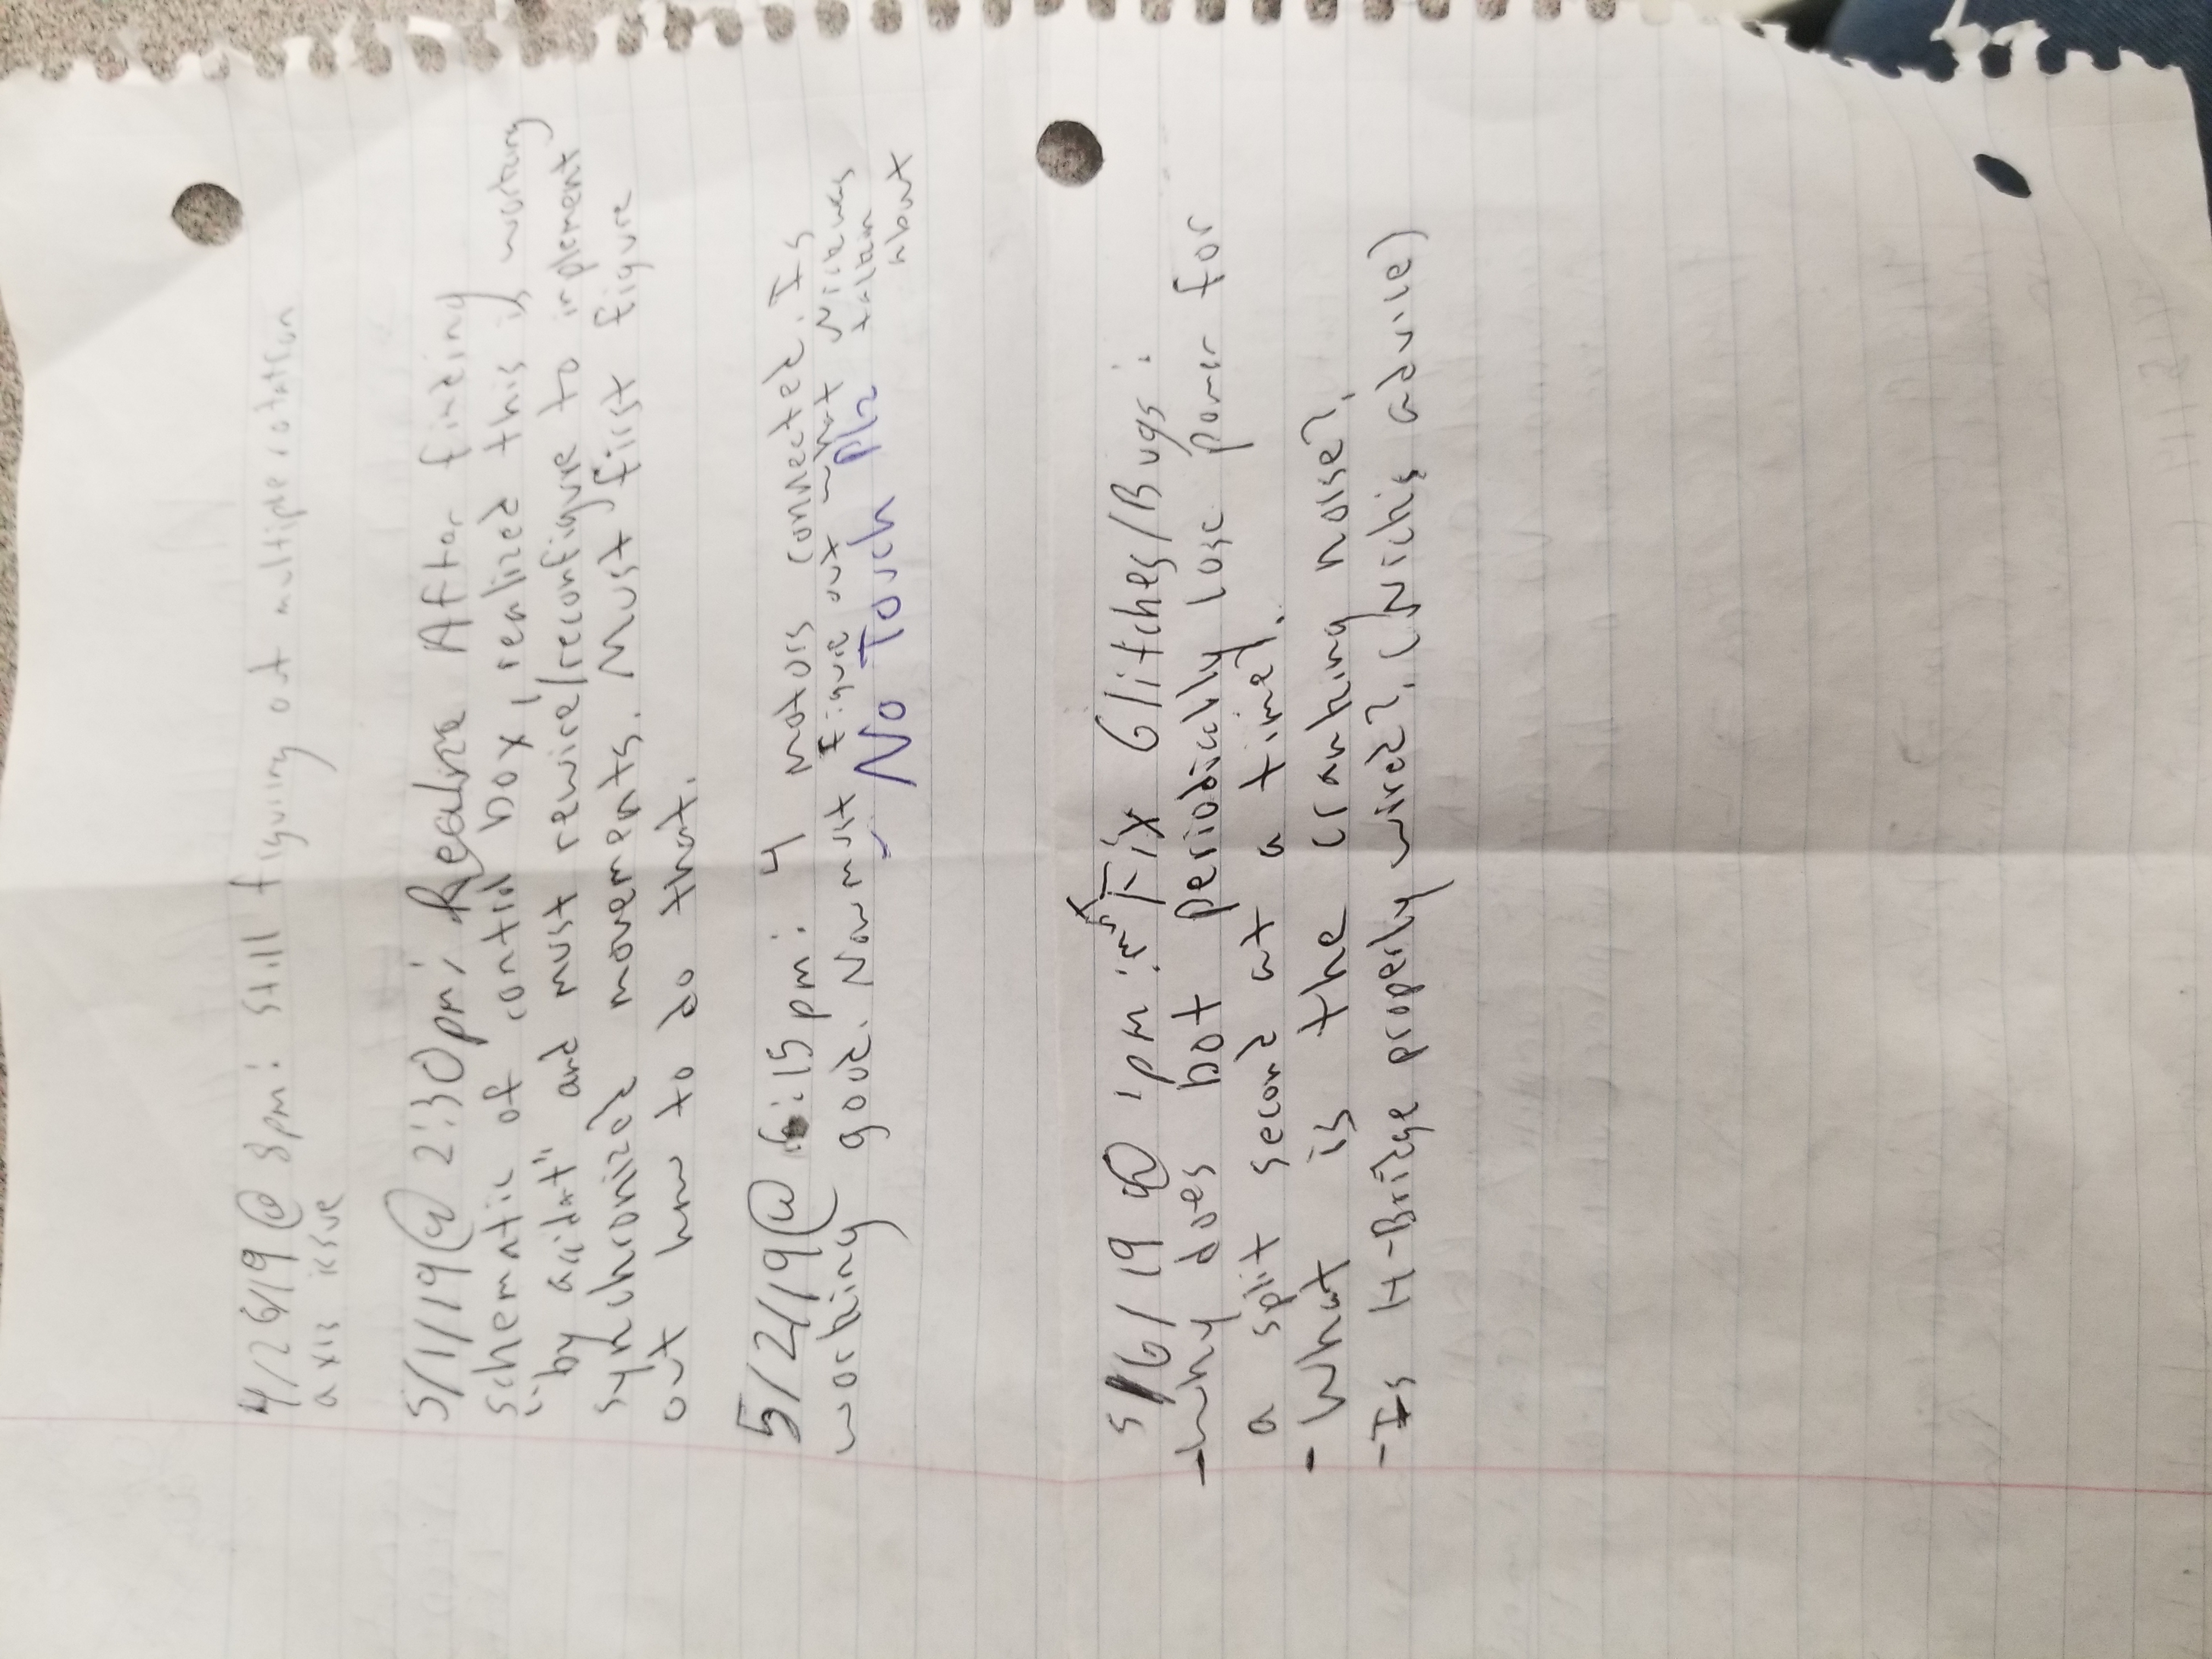 4/26/19 @ 8pm: Still figuring out multiple rotation
axis issue
5/1/19 @ 2:30pm: Realize After finding
schematic of control box, realized this is working
"by accident" and must rewire/reconfigure to implement
synchronized movements. Must first figure
out how to do that.
5/2/19 @ 6:15pm: 4 motors connected. Is
working good. Now must figure out what Nick was
talkin
about
- No Touch Plz
5/6/19 @ 1pm: must Fix Glitches/Bugs:
-Why does bot periodically lose power for
a split second at a time?.
- What is the cranking noise?.
- Is H-Bridge properly wired?. (Nick's advice)